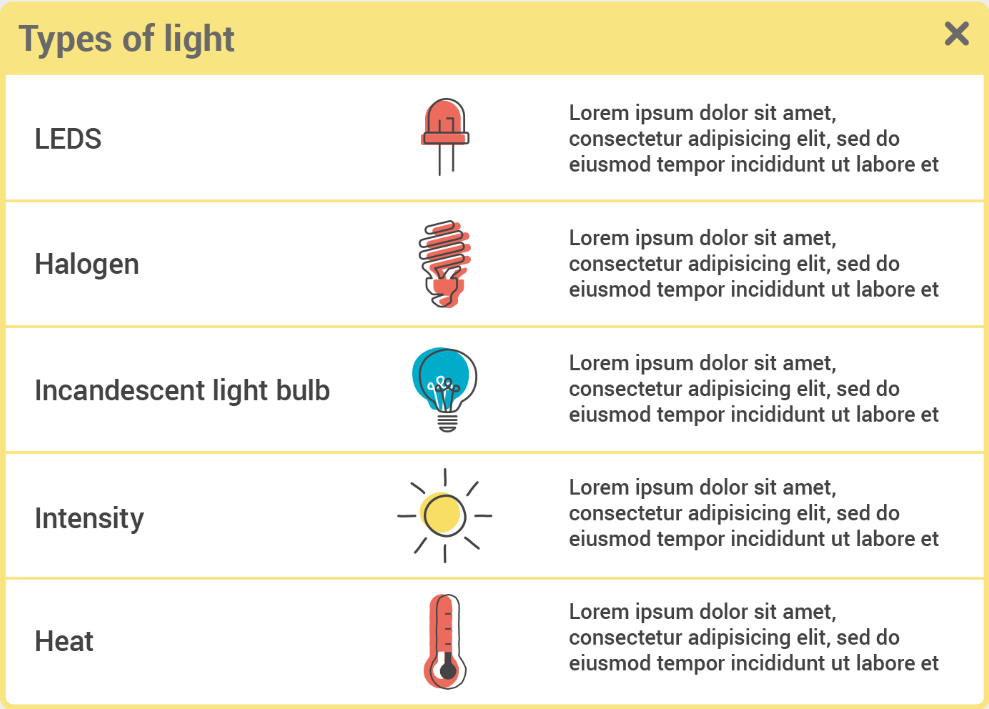 Types of light
LEDS
Lorem ipsum dolor sit amet,
consectetur adipisicing elit, sed do
eiusmod tempor incididunt ut labore et
Halogen
Lorem ipsum dolor sit amet,
consectetur adipisicing elit, sed do
eiusmod tempor incididunt ut labore et
Incandescent light bulb
Lorem ipsum dolor sit amet,
consectetur adipisicing elit, sed do
eiusmod tempor incididunt ut labore et
Intensity
Lorem ipsum dolor sit amet,
consectetur adipisicing elit, sed do
eiusmod tempor incididunt ut labore et
Heat
Lorem ipsum dolor sit amet,
consectetur adipisicing elit, sed do
eiusmod tempor incididunt ut labore et